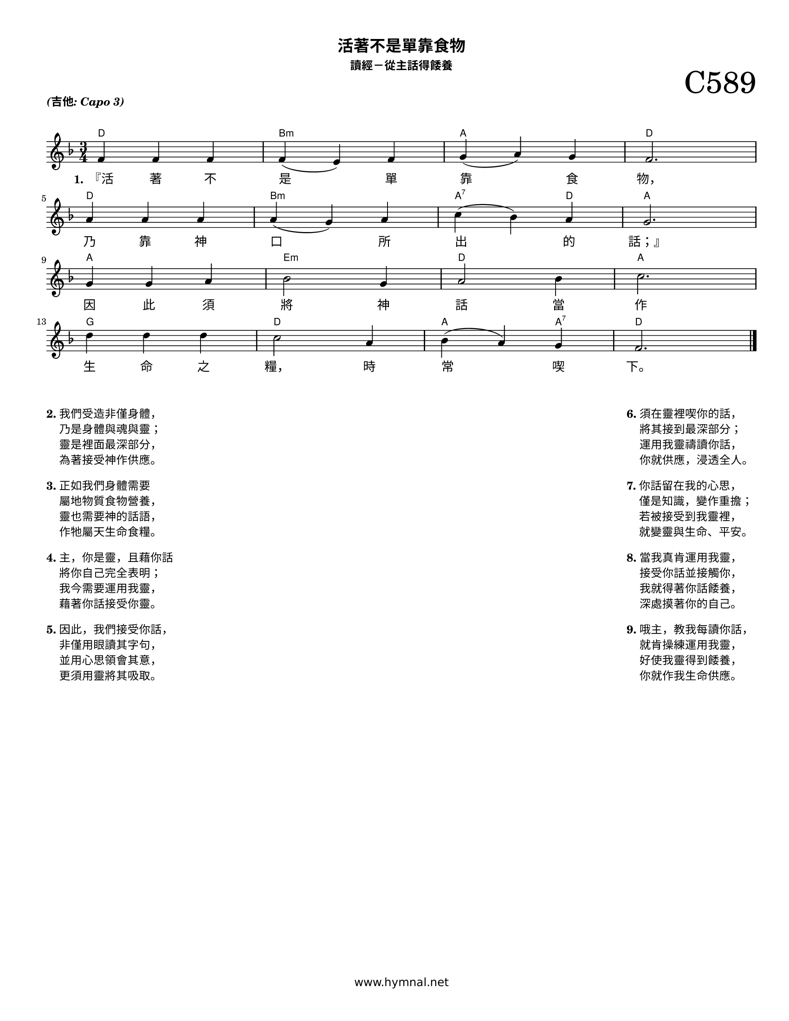 活著不是單靠食物
讀經－從主話得餧養
C589
(吉他: Capo 3)
D Bm A D
1. 『活 著 不 是 單 靠 食 物，
5 D Bm A7 D A
乃 靠 神 口 所 出 的 話；』
9 A Em D A
因 此 須 將 神 話 當 作
13 G D A A7 D
生 命 之 糧， 時 常 喫 下。
2. 我們受造非僅身體，
乃是身體與魂與靈；
靈是裡面最深部分，
為著接受神作供應。
3. 正如我們身體需要
屬地物質食物營養，
靈也需要神的話語，
作牠屬天生命食糧。
4. 主，你是靈，且藉你話
將你自己完全表明；
我今需要運用我靈，
藉著你話接受你靈。
5. 因此，我們接受你話，
非僅用眼讀其字句，
並用心思領會其意，
更須用靈將其吸取。
6. 須在靈裡喫你的話，
將其接到最深部分；
運用我靈禱讀你話，
你就供應，浸透全人。
7. 你話留在我的心思，
僅是知識，變作重擔；
若被接受到我靈裡，
就變靈與生命、平安。
8. 當我真肯運用我靈，
接受你話並接觸你，
我就得著你話餧養，
深處摸著你的自己。
9. 哦主，教我每讀你話，
就肯操練運用我靈，
好使我靈得到餧養，
你就作我生命供應。
www.hymnal.net